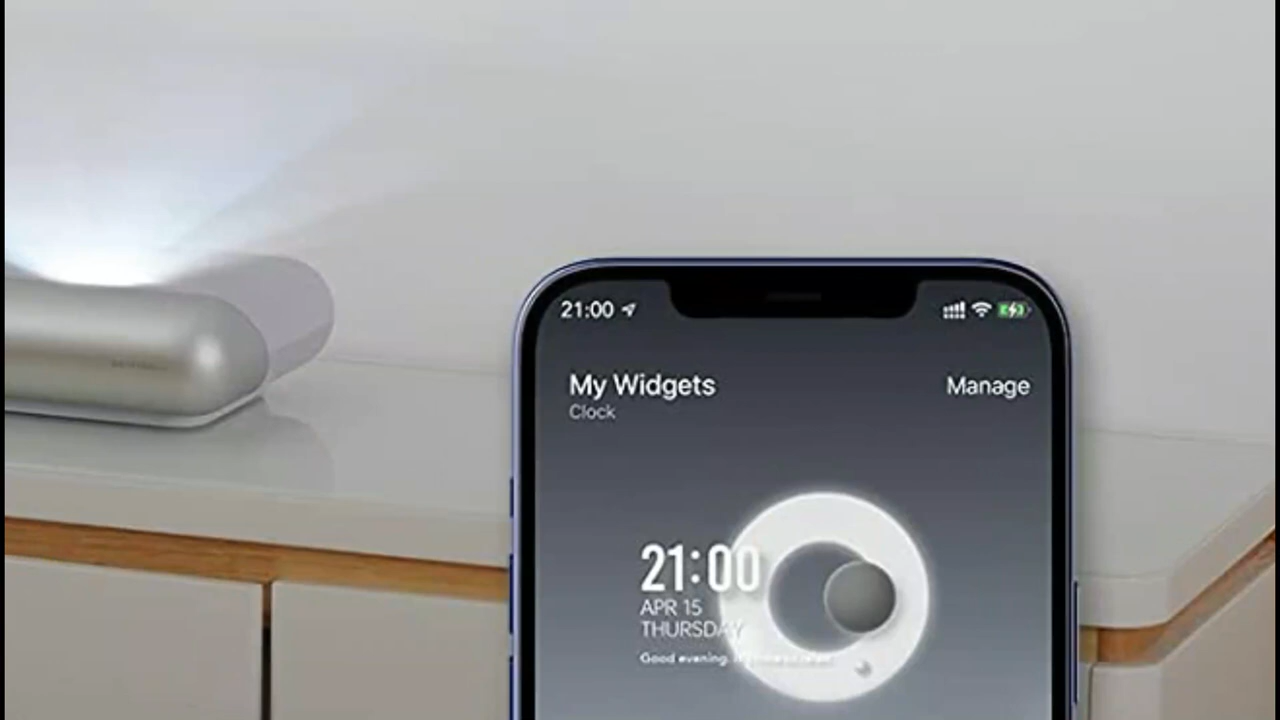 21:00
My Widgets
Manage
Clock
21:00
APR 15
THURSDAY
Good evening.